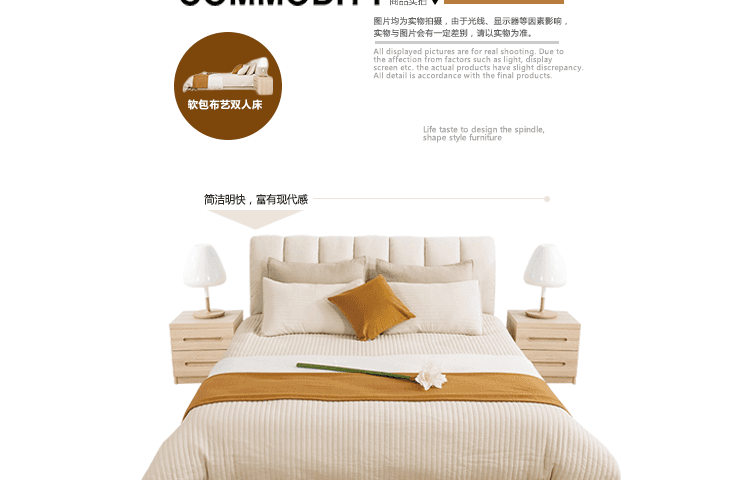 COMMODITY
商品实拍
图片均为实物拍摄，由于光线、显示器等因素影响，
实物与图片会有一定差别，请以实物为准。
All displayed pictures are for real shooting. Due to
the affection from factors such as light, display
screen etc. the actual products have slight discrepancy.
All detail is accordance with the final products.
软包布艺双人床
Life taste to design the spindle,
shape style furniture
简洁明快，富有现代感